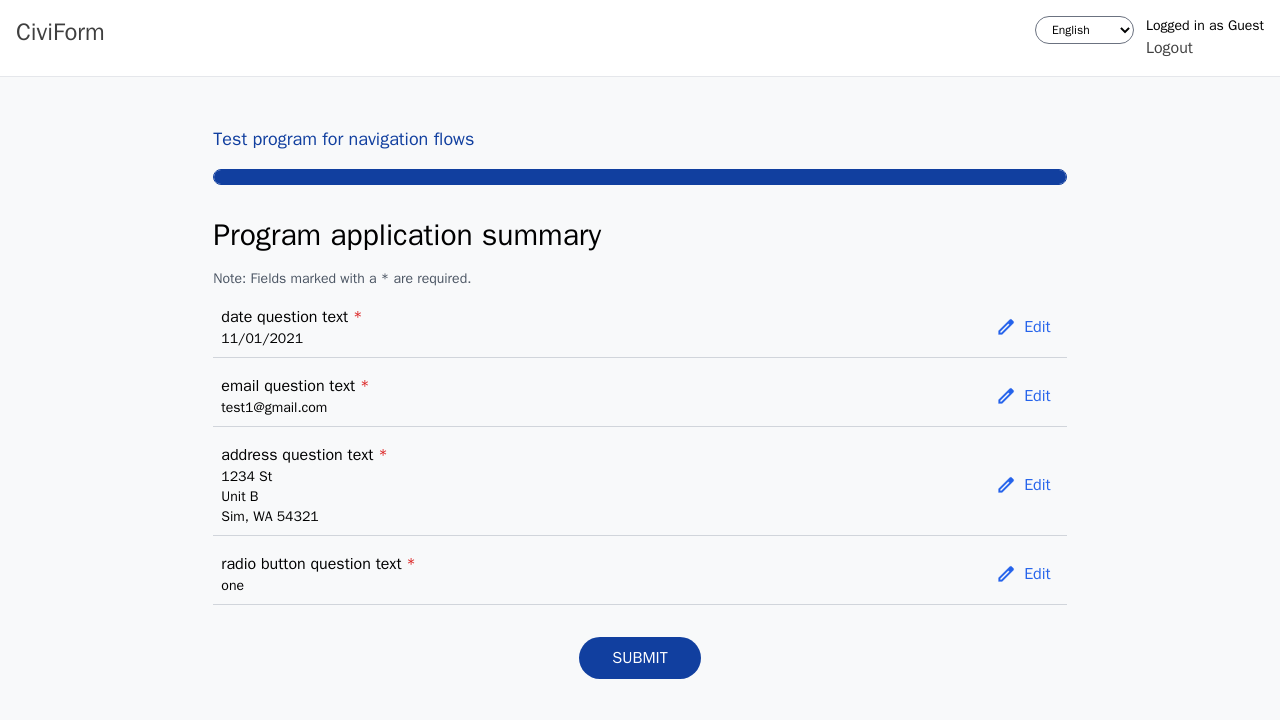 CiviForm
English
Logged in as Guest
Logout
Test program for navigation flows
Program application summary
Note: Fields marked with a * are required.
date question text *
11/01/2021
Edit
email question text *
test1@gmail.com
Edit
address question text *
1234 St
Unit B
Sim, WA 54321
Edit
radio button question text *
one
Edit
SUBMIT